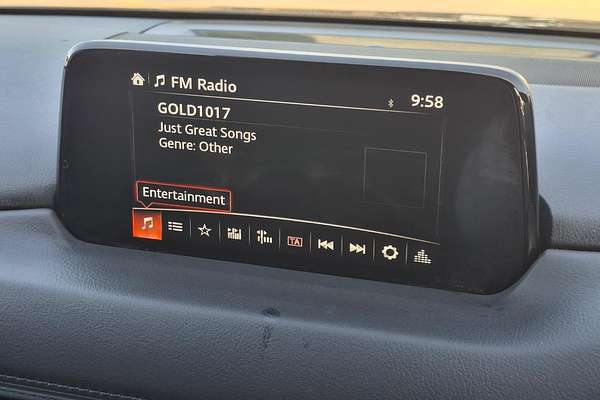 FM Radio
9:58
GOLD1017
Just Great Songs
Genre: Other
Entertainment
TA